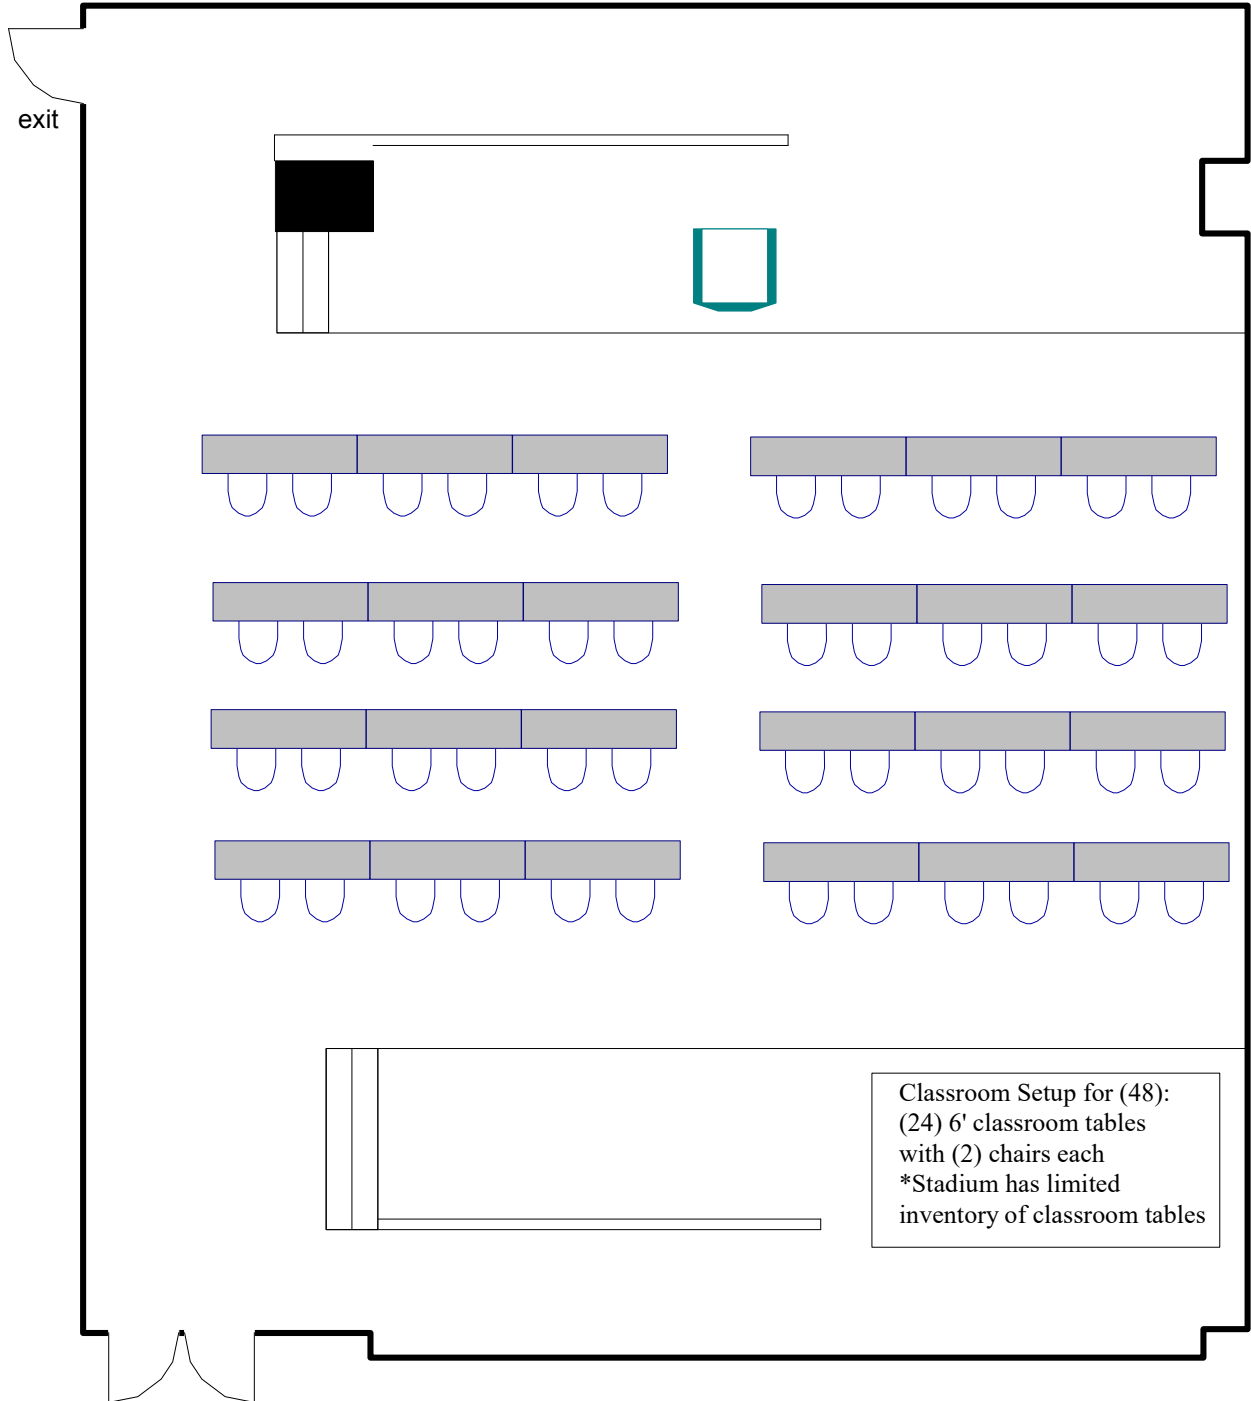 exit
Classroom Setup for (48):
(24) 6' classroom tables
with (2) chairs each
*Stadium has limited
inventory of classroom tables